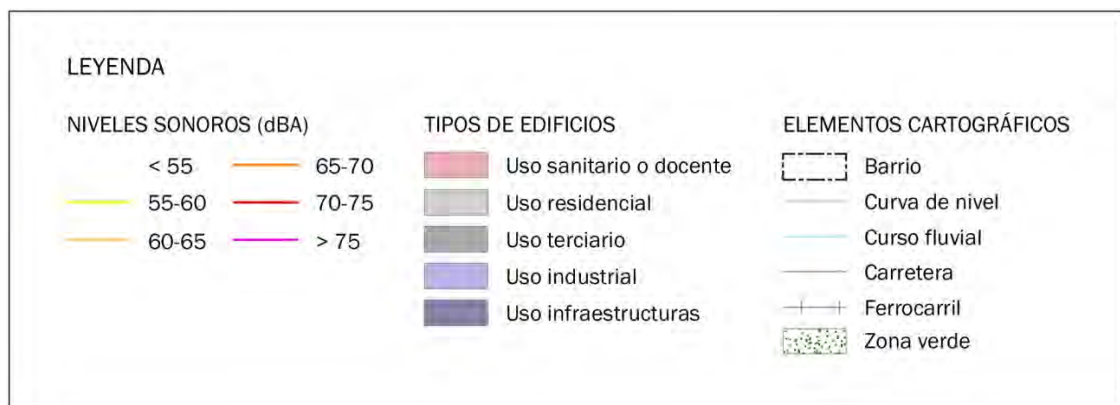 LEYENDA
NIVELES SONOROS (dBA)
< 55
55-60
60-65
65-70
70-75
> 75
TIPOS DE EDIFICIOS
Uso sanitario o docente
Uso residencial
Uso terciario
Uso industrial
Uso infraestructuras
ELEMENTOS CARTOGRÁFICOS
Barrio
Curva de nivel
Curso fluvial
Carretera
Ferrocarril
Zona verde